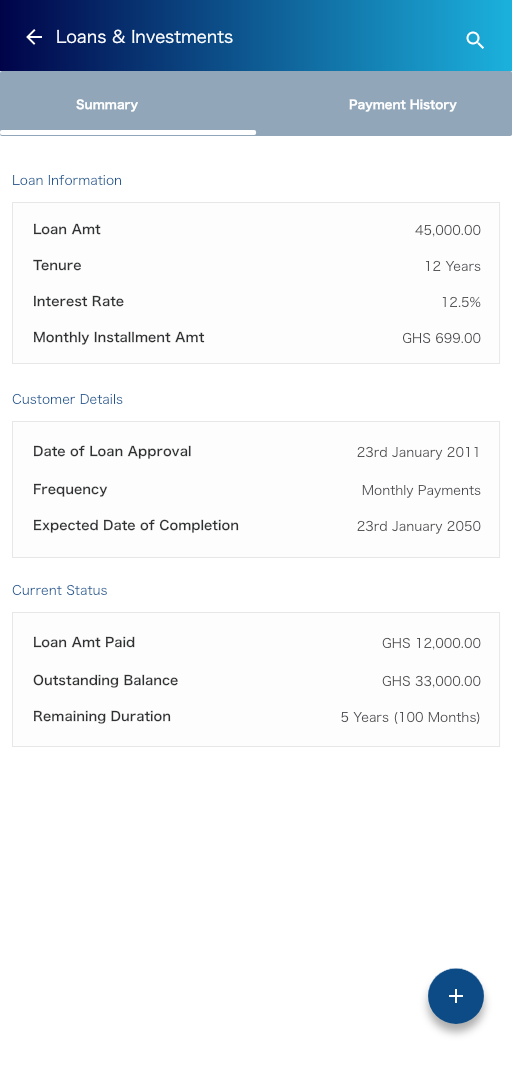 Loans & Investments
Summary Payment History
Loan Information
Loan Amt 45,000.00
Tenure 12 Years
Interest Rate 12.5%
Monthly Installment Amt GHS 699.00
Customer Details
Date of Loan Approval 23rd January 2011
Frequency Monthly Payments
Expected Date of Completion 23rd January 2050
Current Status
Loan Amt Paid GHS 12,000.00
Outstanding Balance GHS 33,000.00
Remaining Duration 5 Years (100 Months)